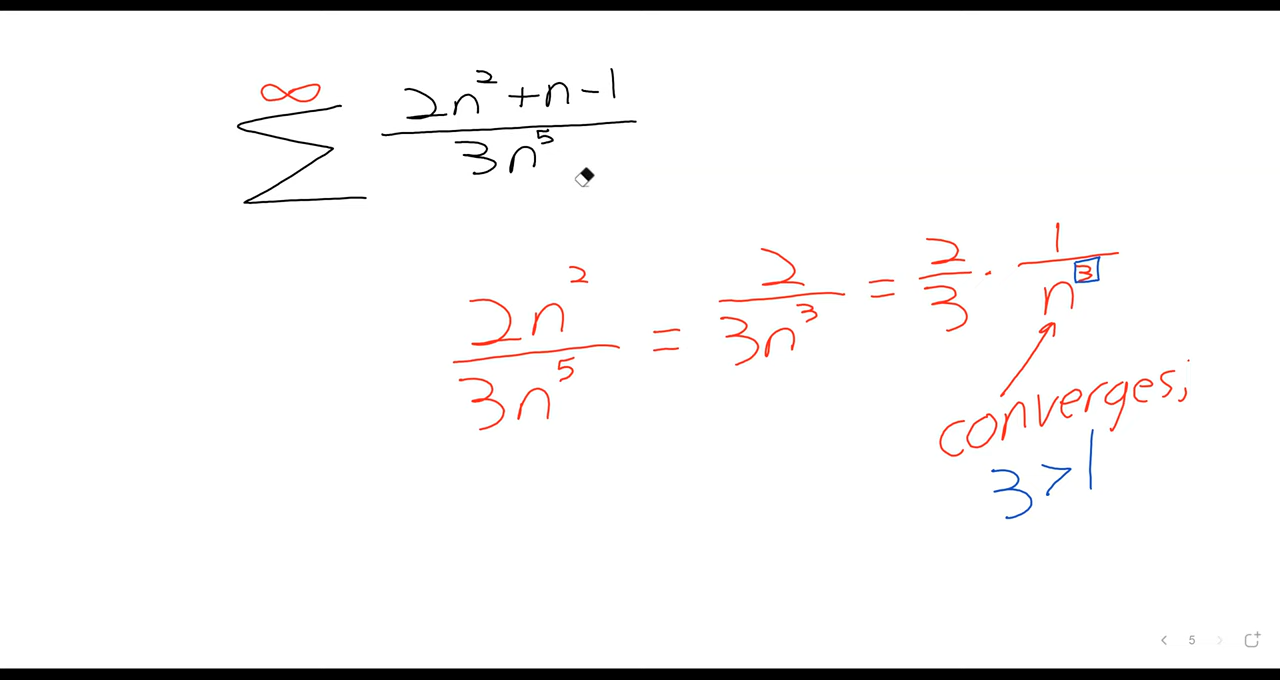 ∞
∑ (2n² + n - 1)/(3n⁵)
2n²/3n⁵ = 2/3n³ = 2/3 · 1/n³
converges;
3 > 1
5